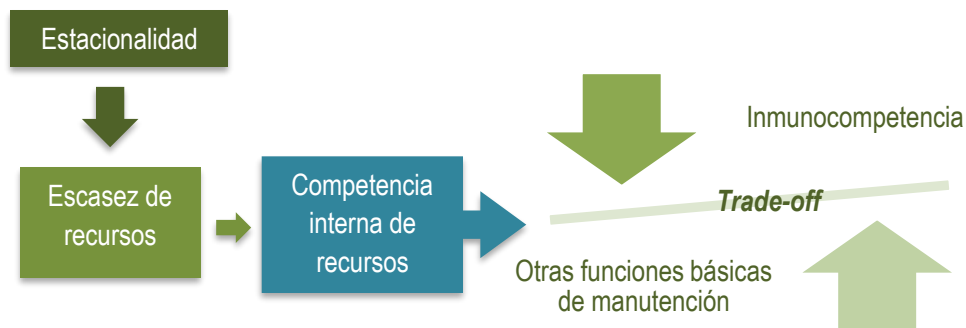 Estacionalidad
Escasez de
recursos
Competencia
interna de
recursos
Inmunocompetencia
Trade-off
Otras funciones básicas
de manutención